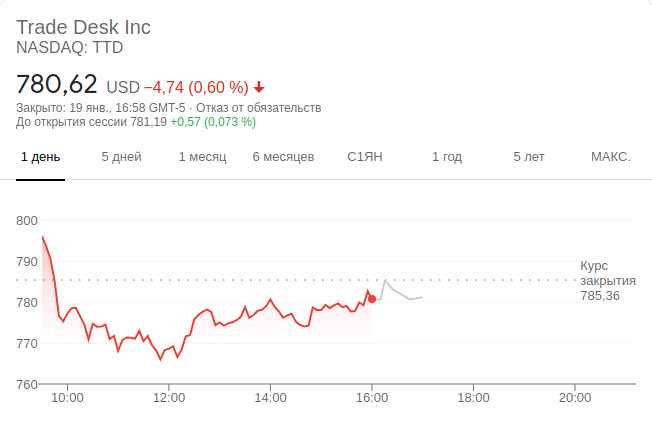 Trade Desk Inc
NASDAQ: TTD
780,62 USD −4,74 (0,60 %)
Закрыто: 19 янв., 16:58 GMT-5 · Отказ от обязательств
До открытия сессии 781,19 +0,57 (0,073 %)
1 день 5 дней 1 месяц 6 месяцев С1ЯН 1 год 5 лет МАКС.
800
790
Курс
закрытия
785,36
780
770
760
10:00 12:00 14:00 16:00 18:00 20:00